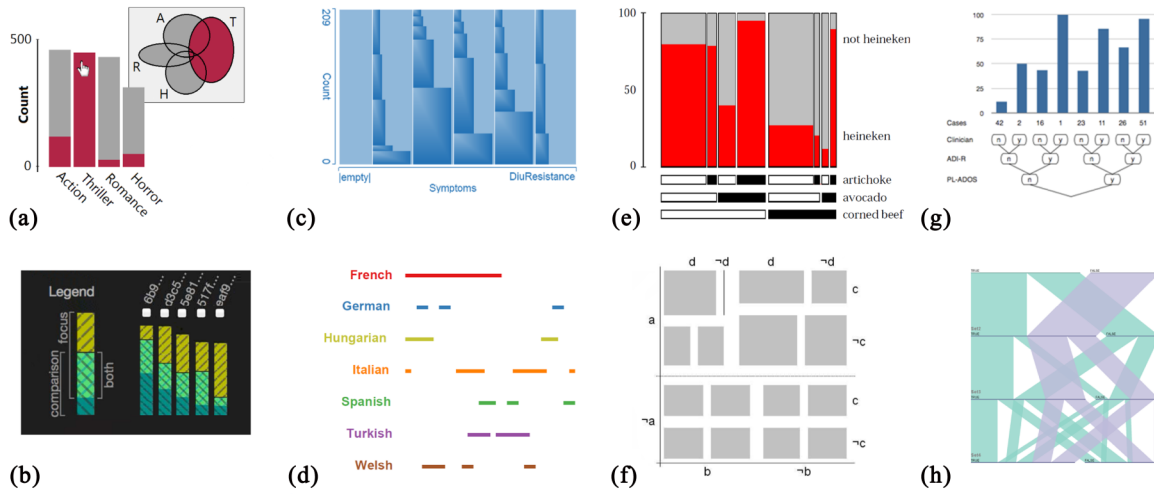 500
Count
0
Action
Thriller
Romance
Horror
A
T
R
H
(a)
209
Count
0
|empty|
Symptoms
DiuResistance
(c)
100
50
0
not heineken
heineken
artichoke
avocado
corned beef
(e)
100
75
50
25
0
Cases 42 2 16 1 23 11 26 51
Clinician n y n y n y n y
ADI-R n y n y
PL-ADOS n y
(g)
Legend
focus
comparison
both
6b9...
d3c5...
5e81...
517f...
eaf9...
(b)
French
German
Hungarian
Italian
Spanish
Turkish
Welsh
(d)
d ¬d d ¬d
c
a
¬c
c
¬a
¬c
b ¬b
(f)
(h)